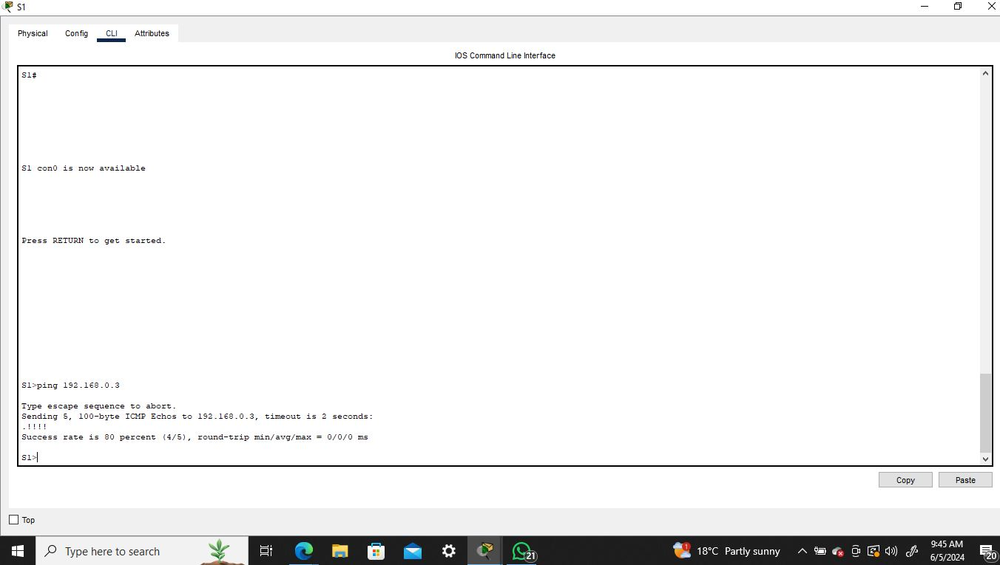 S1
Physical Config CLI Attributes
IOS Command Line Interface
S1#
S1 con0 is now available
Press RETURN to get started.
S1>ping 192.168.0.3
Type escape sequence to abort.
Sending 5, 100-byte ICMP Echos to 192.168.0.3, timeout is 2 seconds:
.!!!!
Success rate is 80 percent (4/5), round-trip min/avg/max = 0/0/0 ms
S1>
Copy Paste
Top
Type here to search
21
1
18°C Partly sunny
9:45 AM
6/5/2024
20